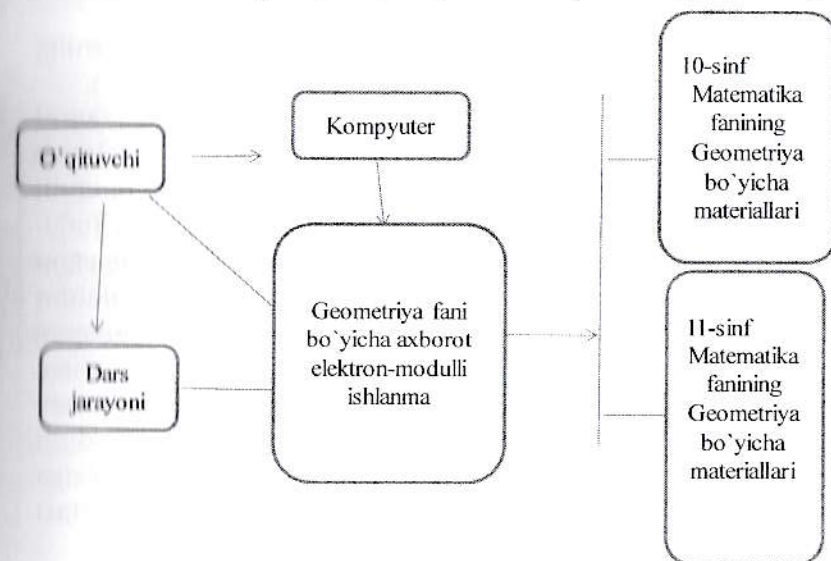 O'qituvchi
Kompyuter
Dars
jarayoni
Geometriya fani
bo`yicha axborot
elektron-modulli
ishlanma
10-sinf
Matematika
fanining
Geometriya
bo`yicha
materiallari
11-sinf
Matematika
fanining
Geometriya
bo`yicha
materiallari